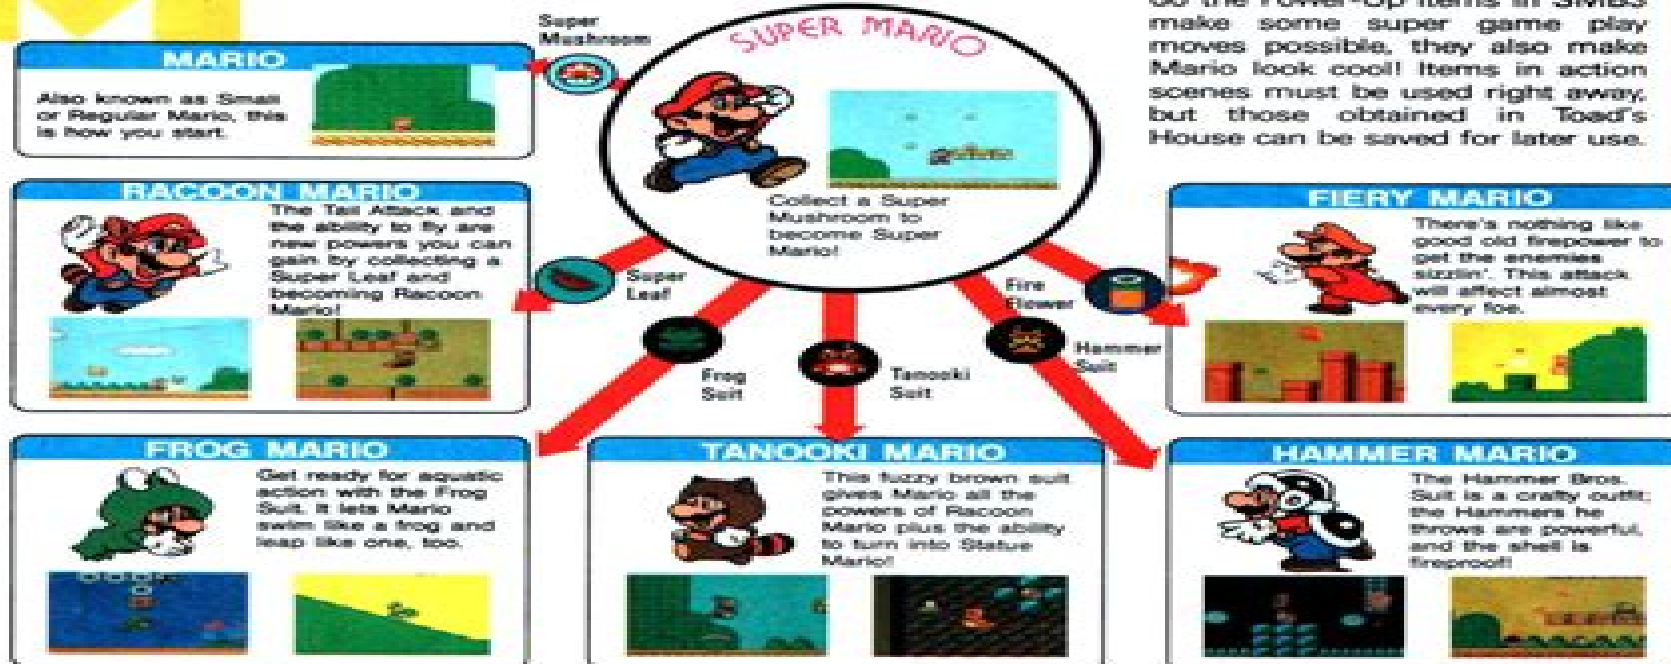 Super
Mushroom
SUPER MARIO
Collect a Super
Mushroom to
become Super
Mario!
do the Power-Up items in SMB3
make some super game play
moves possible, they also make
Mario look cool! Items in action
scenes must be used right away,
but those obtained in Toad's
House can be saved for later use.
MARIO
Also known as Small
or Regular Mario, this
is how you start.
RACOON MARIO
The Tail Attack and
the ability to fly are
new powers you can
gain by collecting a
Super Leaf and
becoming Racoon
Mario!
Super
Leaf
Frog
Suit
Tanooki
Suit
Hammer
Suit
Fire
Flower
FIERY MARIO
There's nothing like
good old firepower to
get the enemies
sizzlin'. This attack
will affect almost
every foe.
FROG MARIO
Get ready for aquatic
action with the Frog
Suit. It lets Mario
swim like a frog and
leap like one, too.
TANOOKI MARIO
This fuzzy brown suit
gives Mario all the
powers of Racoon
Mario plus the ability
to turn into Statue
Mario!
HAMMER MARIO
The Hammer Bros.
Suit is a crafty outfit;
the Hammers he
throws are powerful,
and the shell is
fireproof!